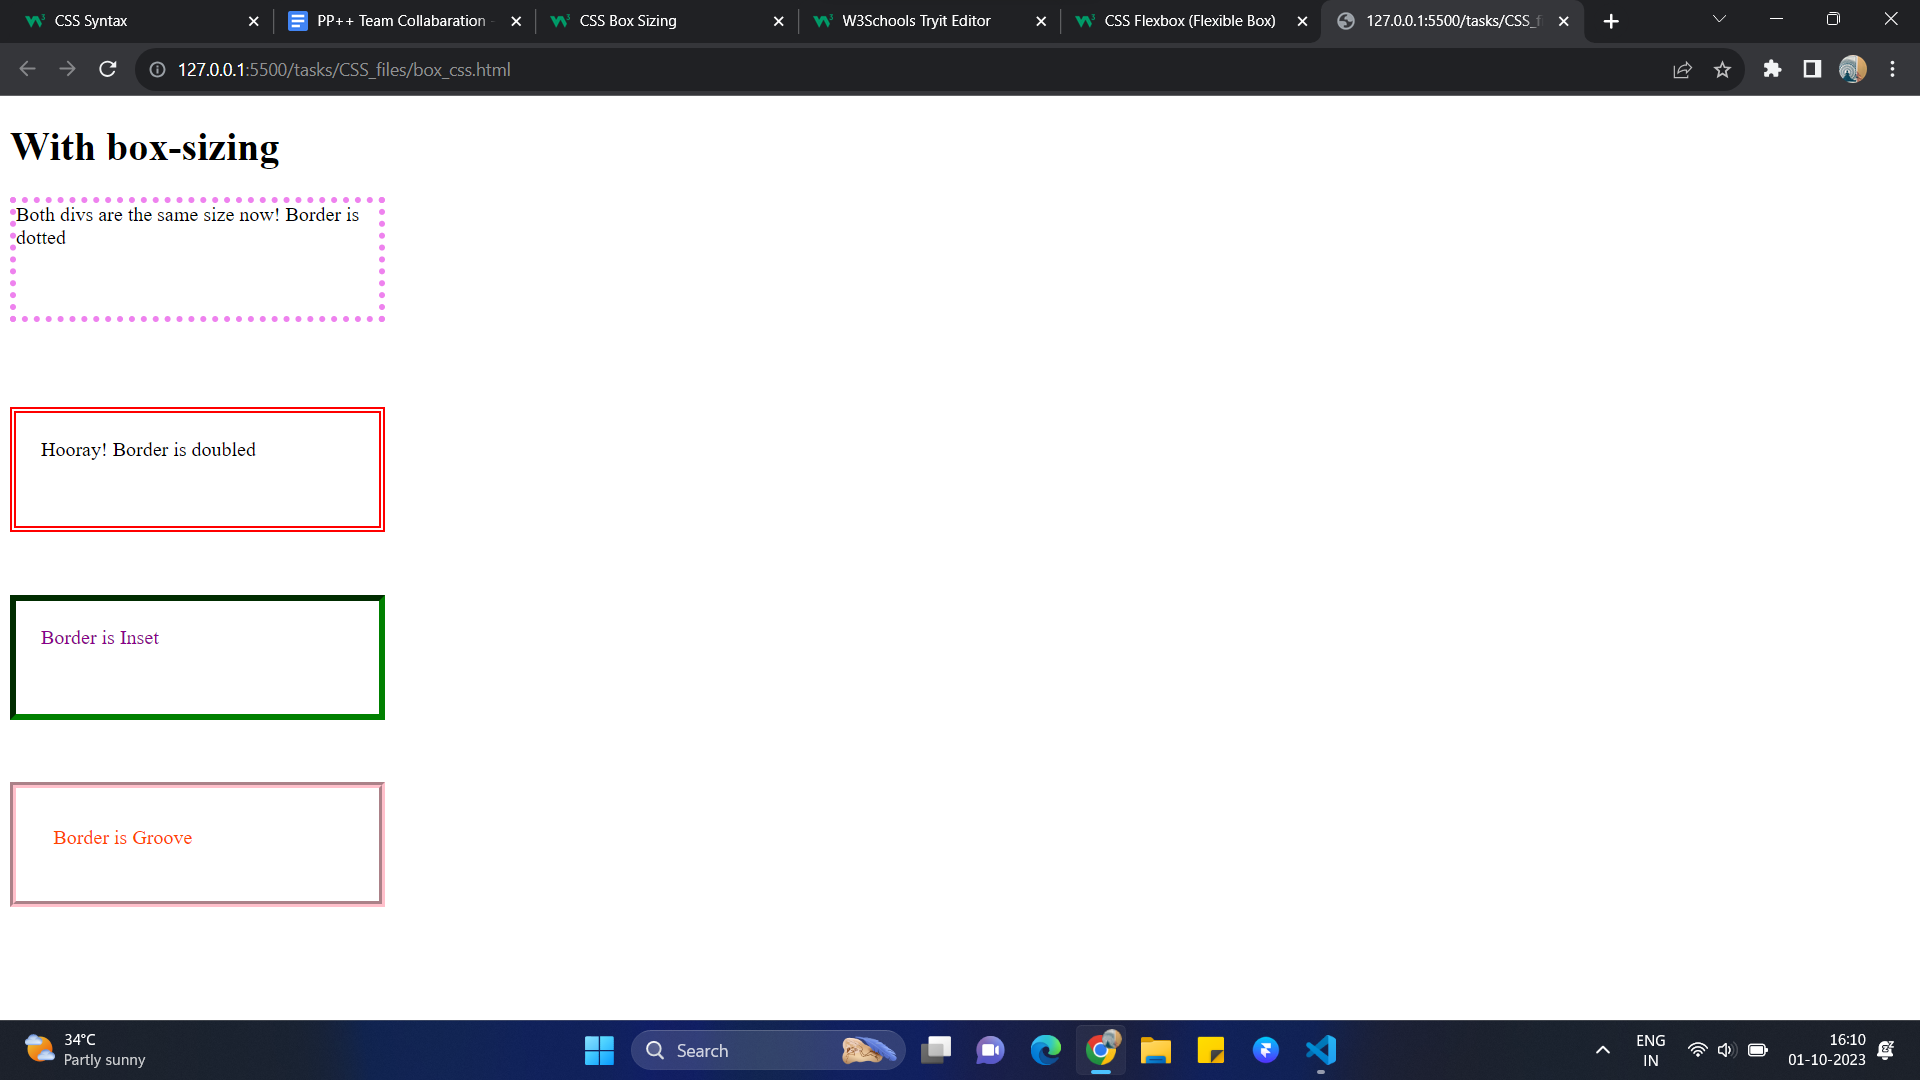 CSS Syntax
PP++ Team Collabaration -
CSS Box Sizing
W3Schools Tryit Editor
CSS Flexbox (Flexible Box)
127.0.0.1:5500/tasks/CSS_fi
127.0.0.1:5500/tasks/CSS_files/box_css.html
With box-sizing
Both divs are the same size now! Border is
dotted
Hooray! Border is doubled
Border is Inset
Border is Groove
34°C
Partly sunny
Search
ENG
IN
16:10
01-10-2023